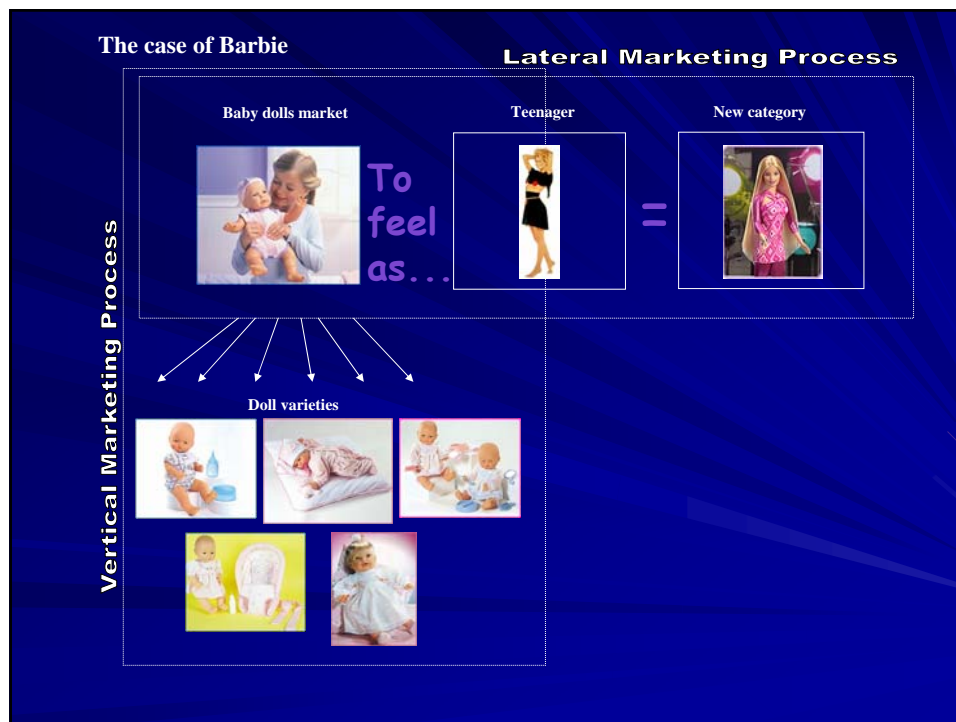 The case of Barbie
Lateral Marketing Process
Baby dolls market
Teenager
New category
To
feel
as...
=
Vertical Marketing Process
Doll varieties